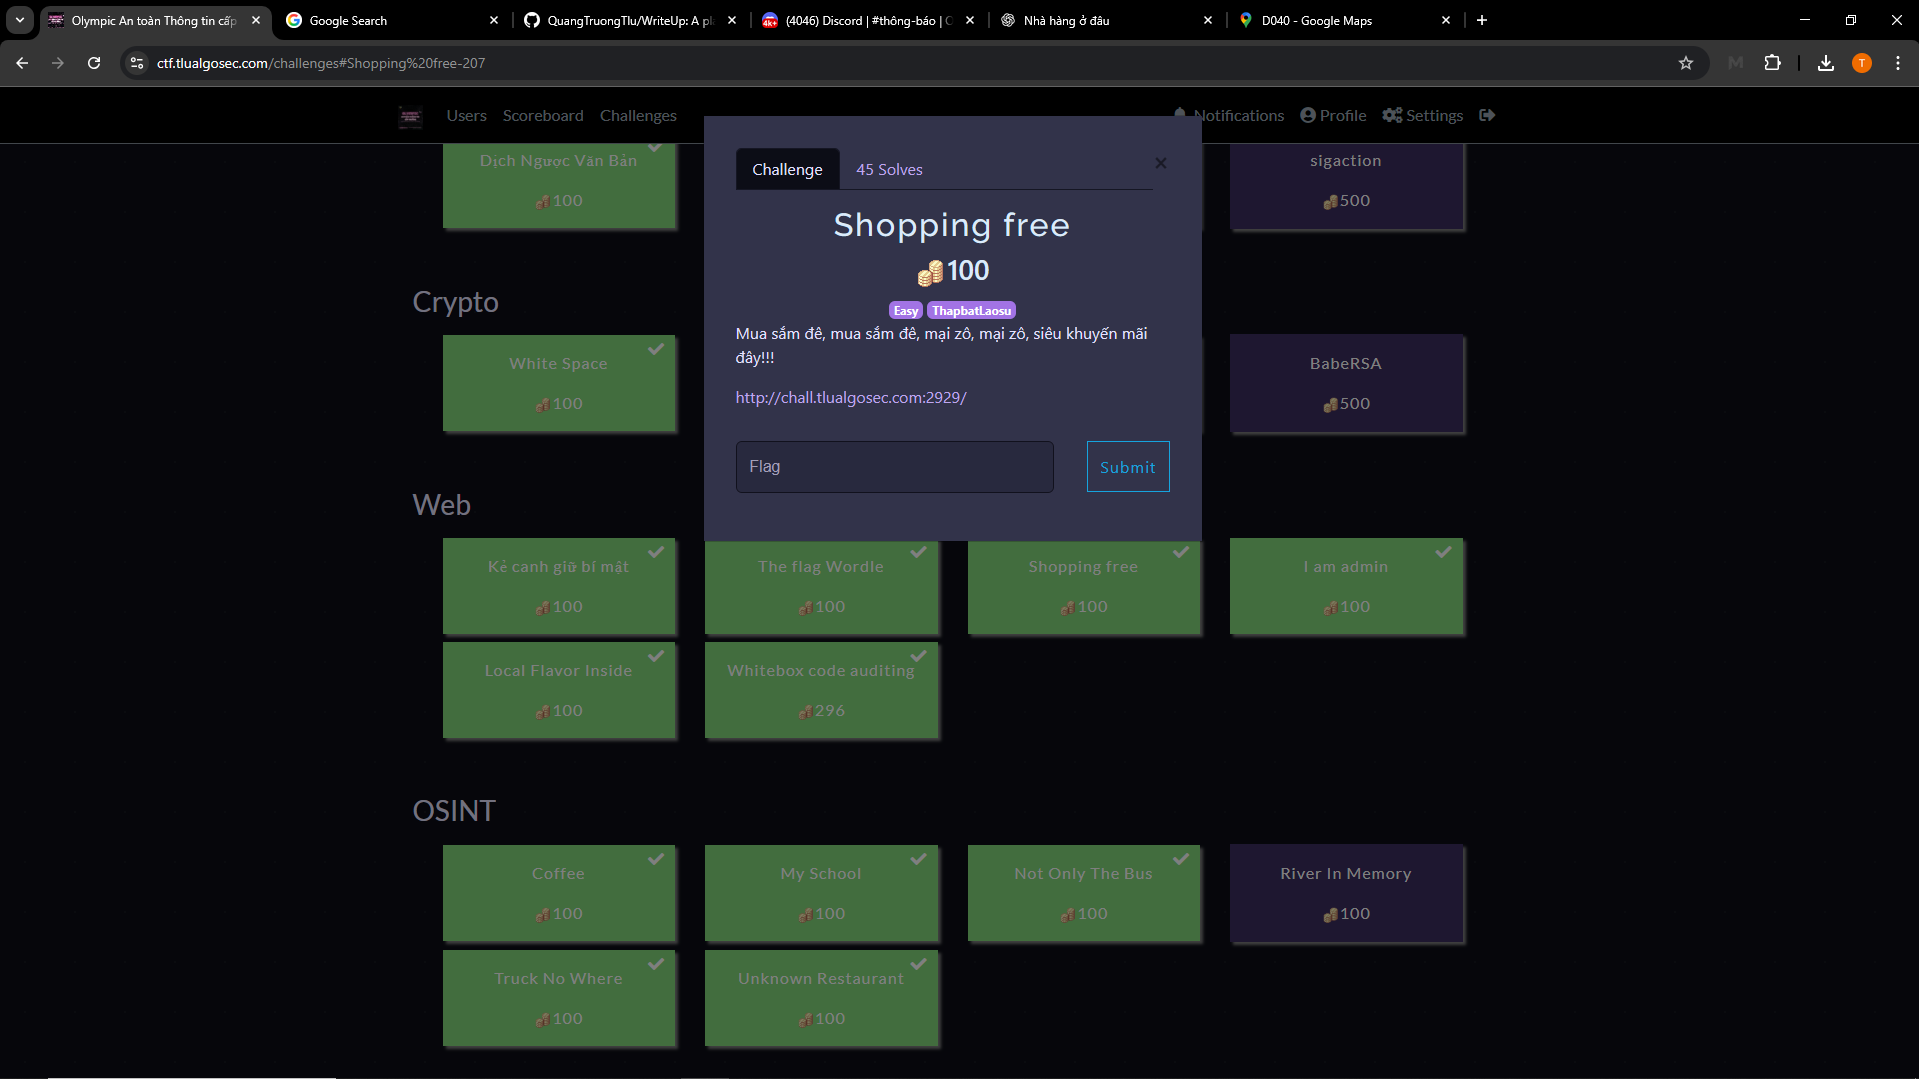 Olympic An toàn Thông tin cấp
Google Search
QuangTruongTlu/WriteUp: A pl
(4046) Discord | #thông-báo | C
Nhà hàng ở đâu
D040 - Google Maps
ctf.tlualgosec.com/challenges#Shopping%20free-207
T
Users
Scoreboard
Challenges
Notifications
Profile
Settings
Dịch Ngược Văn Bản
100
sigaction
500
Challenge
45 Solves
Shopping free
100
Easy
ThapbatLaosu
Mua sắm đê, mua sắm đê, mại zô, mại zô, siêu khuyến mãi
đây!!!
http://chall.tlualgosec.com:2929/
Flag
Submit
Crypto
White Space
100
BabeRSA
500
Web
Kẻ canh giữ bí mật
100
The flag Wordle
100
Shopping free
100
I am admin
100
Local Flavor Inside
100
Whitebox code auditing
296
OSINT
Coffee
100
My School
100
Not Only The Bus
100
River In Memory
100
Truck No Where
100
Unknown Restaurant
100